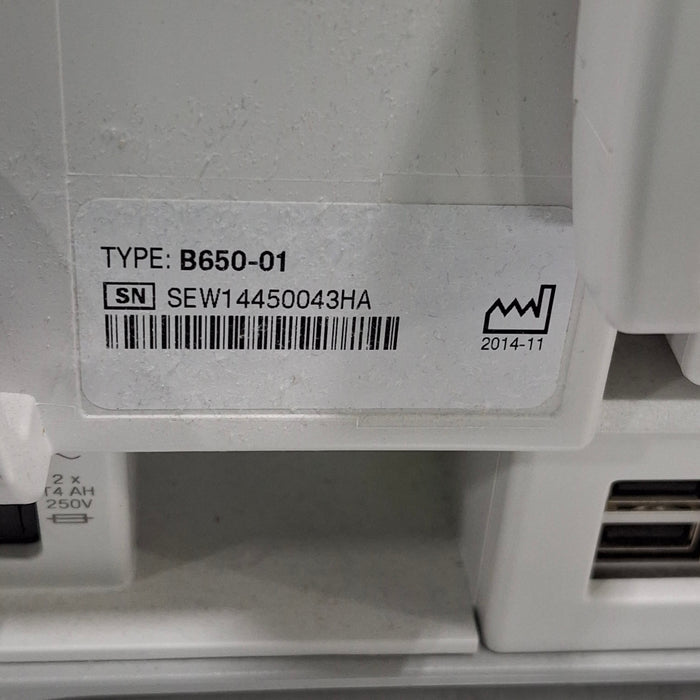 TYPE: B650-01
SN SEW14450043HA
2014-11
2 x
T4 AH
250V